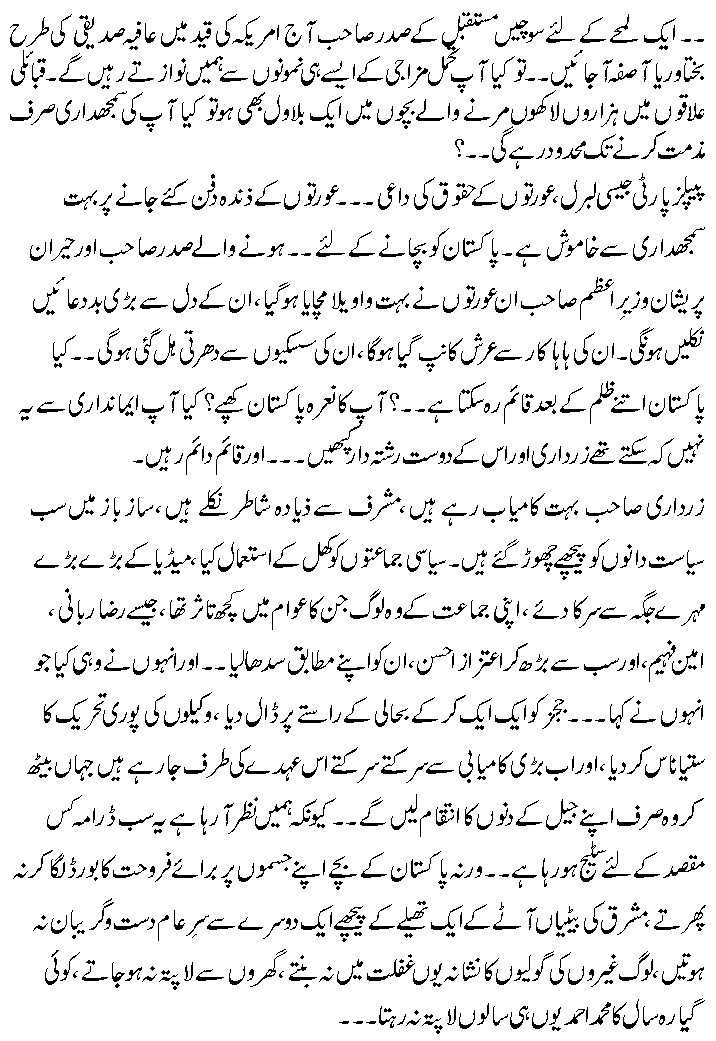 ۔۔ ایک لمحے کے لئے سوچیں مستقبل کے صدر صاحب آج امریکہ کی قید میں عافیہ صدیقی کی طرح
بختاور یا آصفہ آ جائیں ۔۔ تو کیا آپ تحمل مزاجی کے ایسے ہی نمونوں سے ہمیں نوازتے رہیں گے۔ قبائلی
علاقوں میں ہزاروں لاکھوں مرنے والے بچوں میں ایک بلاول بھی ہو تو کیا آپ کی سمجھداری صرف
مذمت کرنے تک محدود رہے گی ۔۔؟
پیپلز پارٹی جیسی لبرل، عورتوں کے حقوق کی داعی ۔۔۔ عورتوں کے ذندہ دفن کئے جانے پر بہت
سمجھداری سے خاموش ہے۔ پاکستان کو بچانے کے لئے ۔۔ ہونے والے صدر صاحب اور حیران
پریشان وزیرِ اعظم صاحب ان عورتوں نے بہت واویلا مچایا ہوگیا، ان کے دل سے بڑی بددعائیں
نکلیں ہونگی۔ ان کی ہاہاکار سے عرش کانپ گیا ہوگا، ان کی سسکیوں سے دھرتی ہل گئی ہوگی ۔۔ کیا
پاکستان اتنے ظلم کے بعد قائم رہ سکتا ہے ۔۔؟ آپ کا نعرہ پاکستان کھپے؟ کیا آپ ایمانداری سے یہ
نہیں کہ سکتے تھے زرداری اور اس کے دوست رشتہ دار کھپیں ۔۔۔ اور قائم دائم رہیں۔
زرداری صاحب بہت کامیاب رہے ہیں، مشرف سے ذیادہ شاطر نکلے ہیں، ساز باز میں سب
سیاست دانوں کو پیچھے چھوڑ گئے ہیں۔ سیاسی جماعتوں کو کھل کے استعمال کیا، میڈیا کے بڑے بڑے
مہرے جگہ سے سرکا دئے، اپنی جماعت کے وہ لوگ جن کا عوام میں کچھ تاثر تھا، جیسے رضا ربانی،
امین فہیم، اور سب سے بڑھ کر اعتزاز احسن، ان کو اپنے مطابق سدھا لیا ۔۔ اور انہوں نے وہی کیا جو
انہوں نے کہا ۔۔۔ ججز کو ایک ایک کر کے بحالی کے راستے پر ڈال دیا، وکیلوں کی پوری تحریک کا
ستیاناس کر دیا، اور اب بڑی کامیابی سے سرکتے سرکتے اس عہدے کی طرف جا رہے ہیں جہاں بیٹھ
کر وہ صرف اپنے جیل کے دنوں کا انتقام لیں گے ۔۔ کیونکہ ہمیں نظر آ رہا ہے یہ سب ڈرامہ کس
مقصد کے لئے سٹیج ہو رہا ہے ۔۔ ورنہ پاکستان کے بچے اپنے جسموں پر برائے فروخت کا بورڈ لگا کر نہ
پھرتے، مشرق کی بیٹیاں آٹے کے ایک تھیلے کے پیچھے ایک دوسرے سے سرِعام دست و گریبان نہ
ہوتیں، لوگ غیروں کی گولیوں کا نشانہ یوں غفلت میں نہ بنتے، گھروں سے لاپتہ نہ ہو جاتے، کوئی
گیارہ سال کا محمد احمد یوں ہی سالوں لاپتہ نہ رہتا ۔۔۔